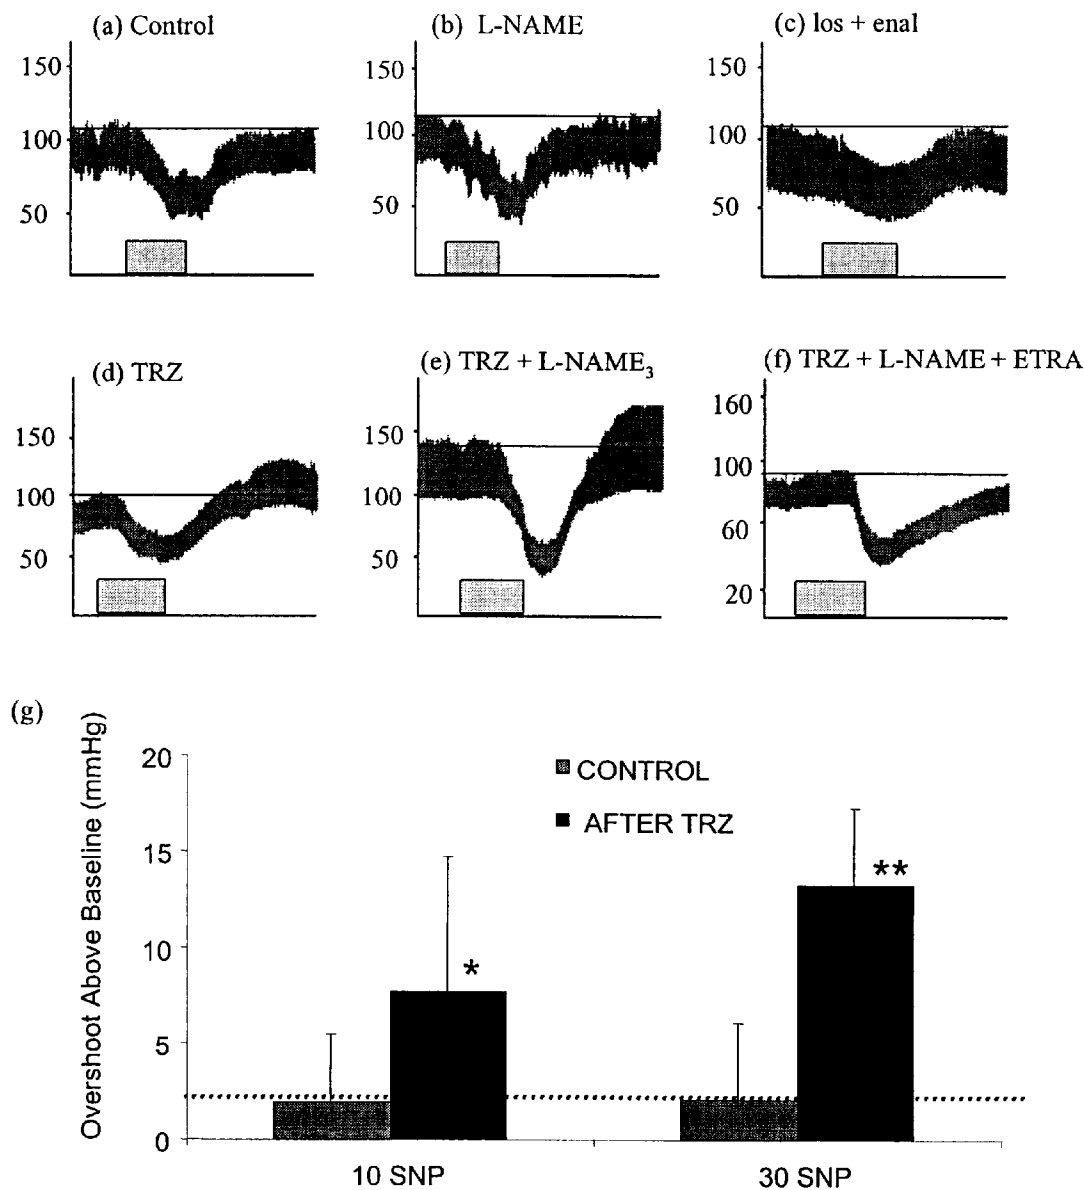 (a) Control
150
100
50
(b) L-NAME
150
100
50
(c) los + enal
150
100
50
(d) TRZ
150
100
50
(e) TRZ + L-NAME3
150
100
50
(f) TRZ + L-NAME + ETRA
160
100
60
20
(g)
Overshoot Above Baseline (mmHg)
20
15
10
5
0
CONTROL
AFTER TRZ
*
**
10 SNP
30 SNP